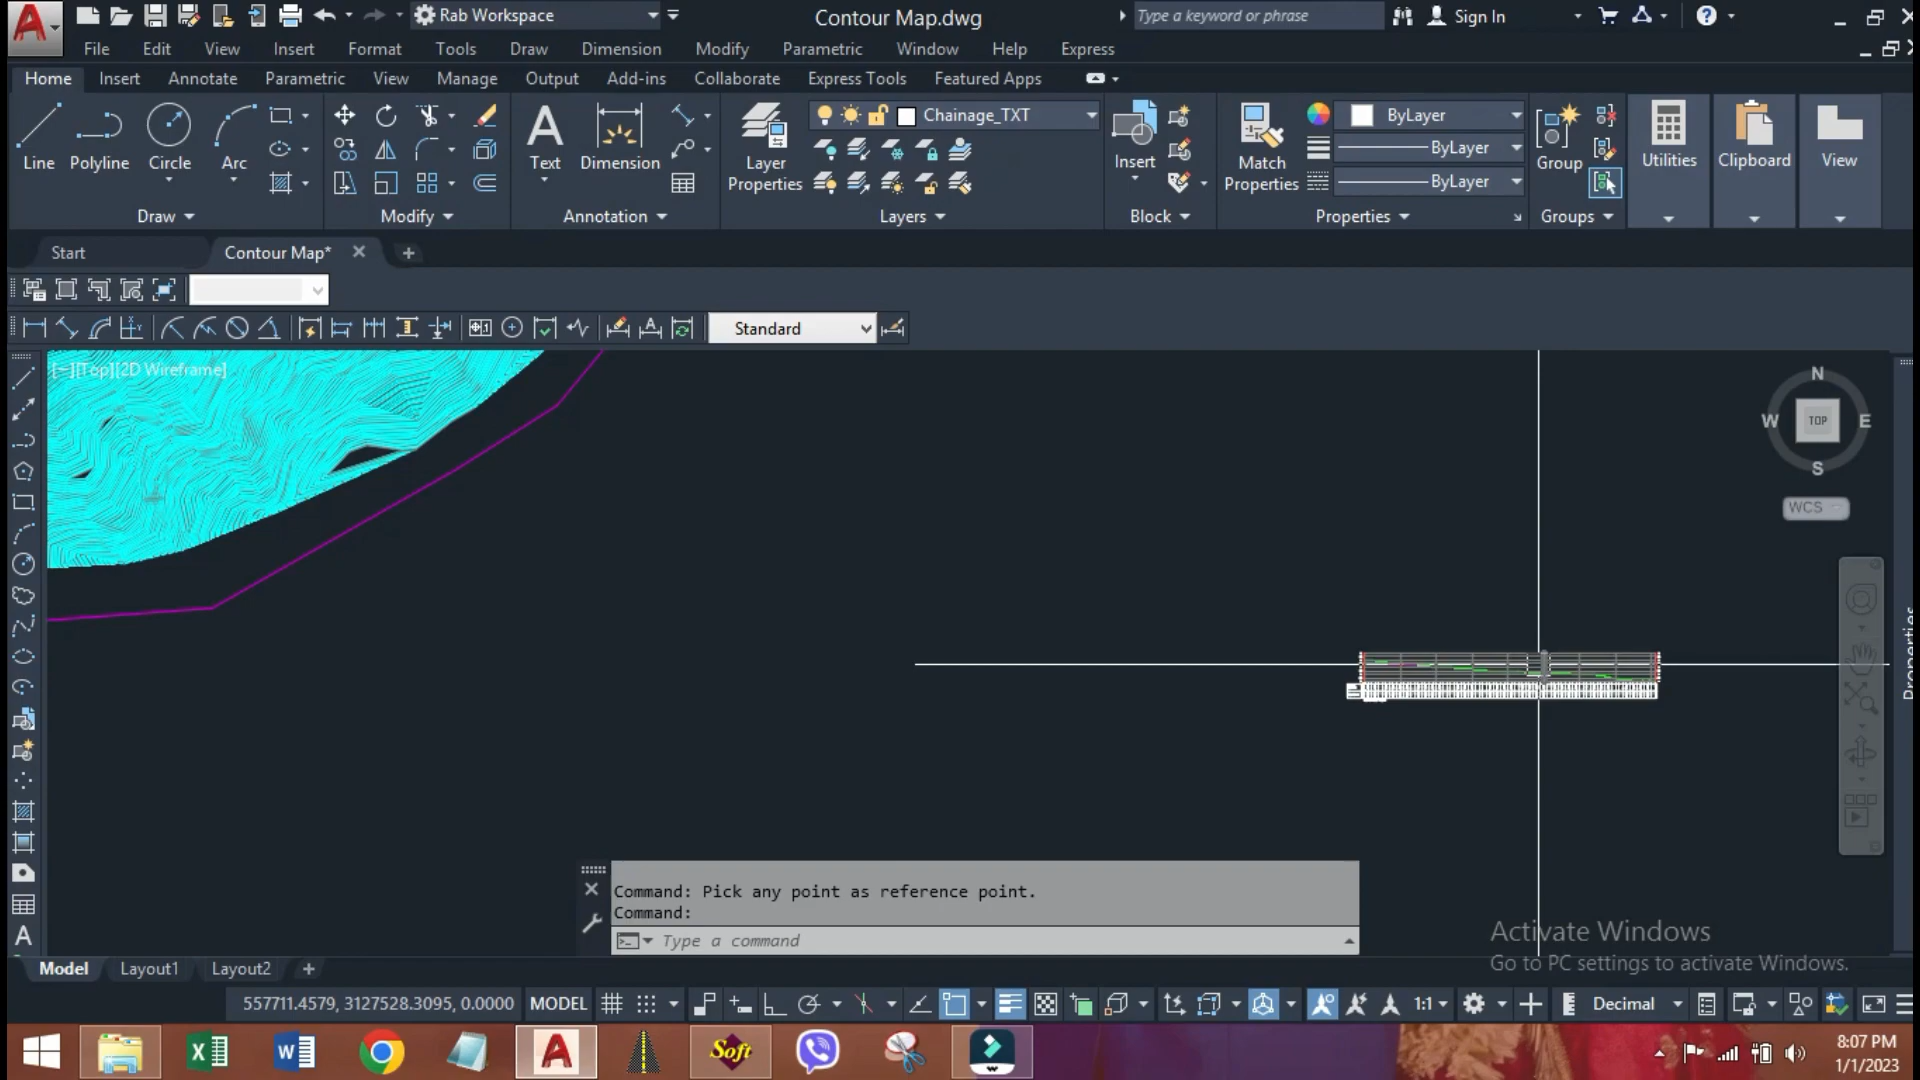 Rab Workspace
Contour Map.dwg
Type a keyword or phrase
Sign In
File Edit View Insert Format Tools Draw Dimension Modify Parametric Window Help Express
Home Insert Annotate Parametric View Manage Output Add-ins Collaborate Express Tools Featured Apps
Chainage_TXT
ByLayer
ByLayer
ByLayer
Line Polyline Circle Arc
Text Dimension
Layer
Properties
Insert
Match
Properties
Group
Utilities
Clipboard
View
Draw Modify Annotation Layers Block Properties Groups
Start
Contour Map*
Standard
[−][Top][2D Wireframe]
N
W TOP E
S
WCS
Properties
Command: Pick any point as reference point.
Command:
Type a command
Activate Windows
Go to PC settings to activate Windows.
Model Layout1 Layout2
557711.4579, 3127528.3095, 0.0000 MODEL 1:1 Decimal
Soft
8:07 PM
1/1/2023